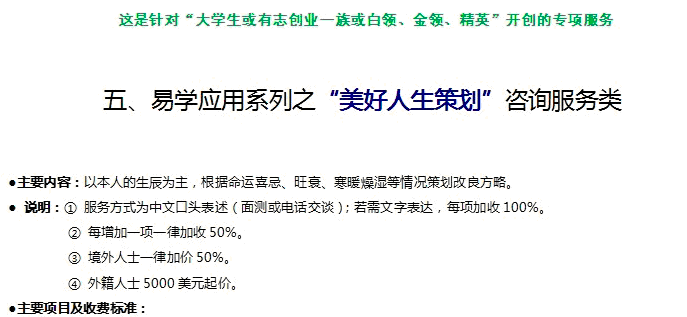 这是针对“大学生或有志创业一族或白领、金领、精英”开创的专项服务
五、易学应用系列之“美好人生策划”咨询服务类
●主要内容：以本人的生辰为主，根据命运喜忌、旺衰、寒暖燥湿等情况策划改良方略。
● 说明：① 服务方式为中文口头表述（面测或电话交谈）；若需文字表达，每项加收 100%。
② 每增加一项一律加收 50%。
③ 境外人士一律加价 50%。
④ 外籍人士 5000 美元起价。
●主要项目及收费标准：